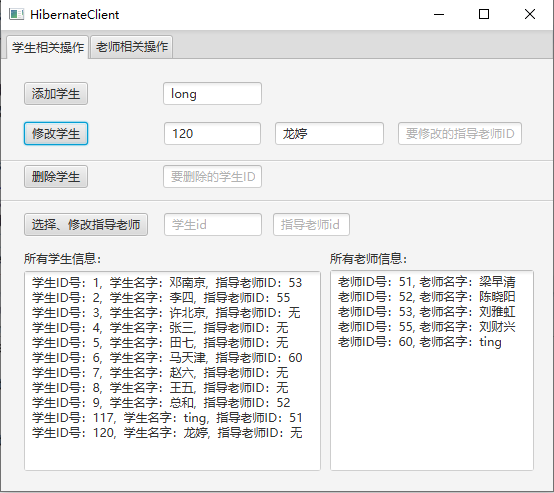 HibernateClient
学生相关操作 老师相关操作
添加学生 long
修改学生 120 龙婷 要修改的指导老师ID
删除学生 要删除的学生ID
选择、修改指导老师 学生id 指导老师id
所有学生信息: 所有老师信息:
学生ID号：1, 学生名字：邓南京, 指导老师ID：53
学生ID号：2, 学生名字：李四, 指导老师ID：55
学生ID号：3, 学生名字：许北京, 指导老师ID：无
学生ID号：4, 学生名字：张三, 指导老师ID：无
学生ID号：5, 学生名字：田七, 指导老师ID：无
学生ID号：6, 学生名字：马天津, 指导老师ID：60
学生ID号：7, 学生名字：赵六, 指导老师ID：无
学生ID号：8, 学生名字：王五, 指导老师ID：无
学生ID号：9, 学生名字：总和, 指导老师ID：52
学生ID号：117, 学生名字：ting, 指导老师ID：51
学生ID号：120, 学生名字：龙婷, 指导老师ID：无
老师ID号：51, 老师名字：梁早清
老师ID号：52, 老师名字：陈晓阳
老师ID号：53, 老师名字：刘雅虹
老师ID号：55, 老师名字：刘财兴
老师ID号：60, 老师名字：ting